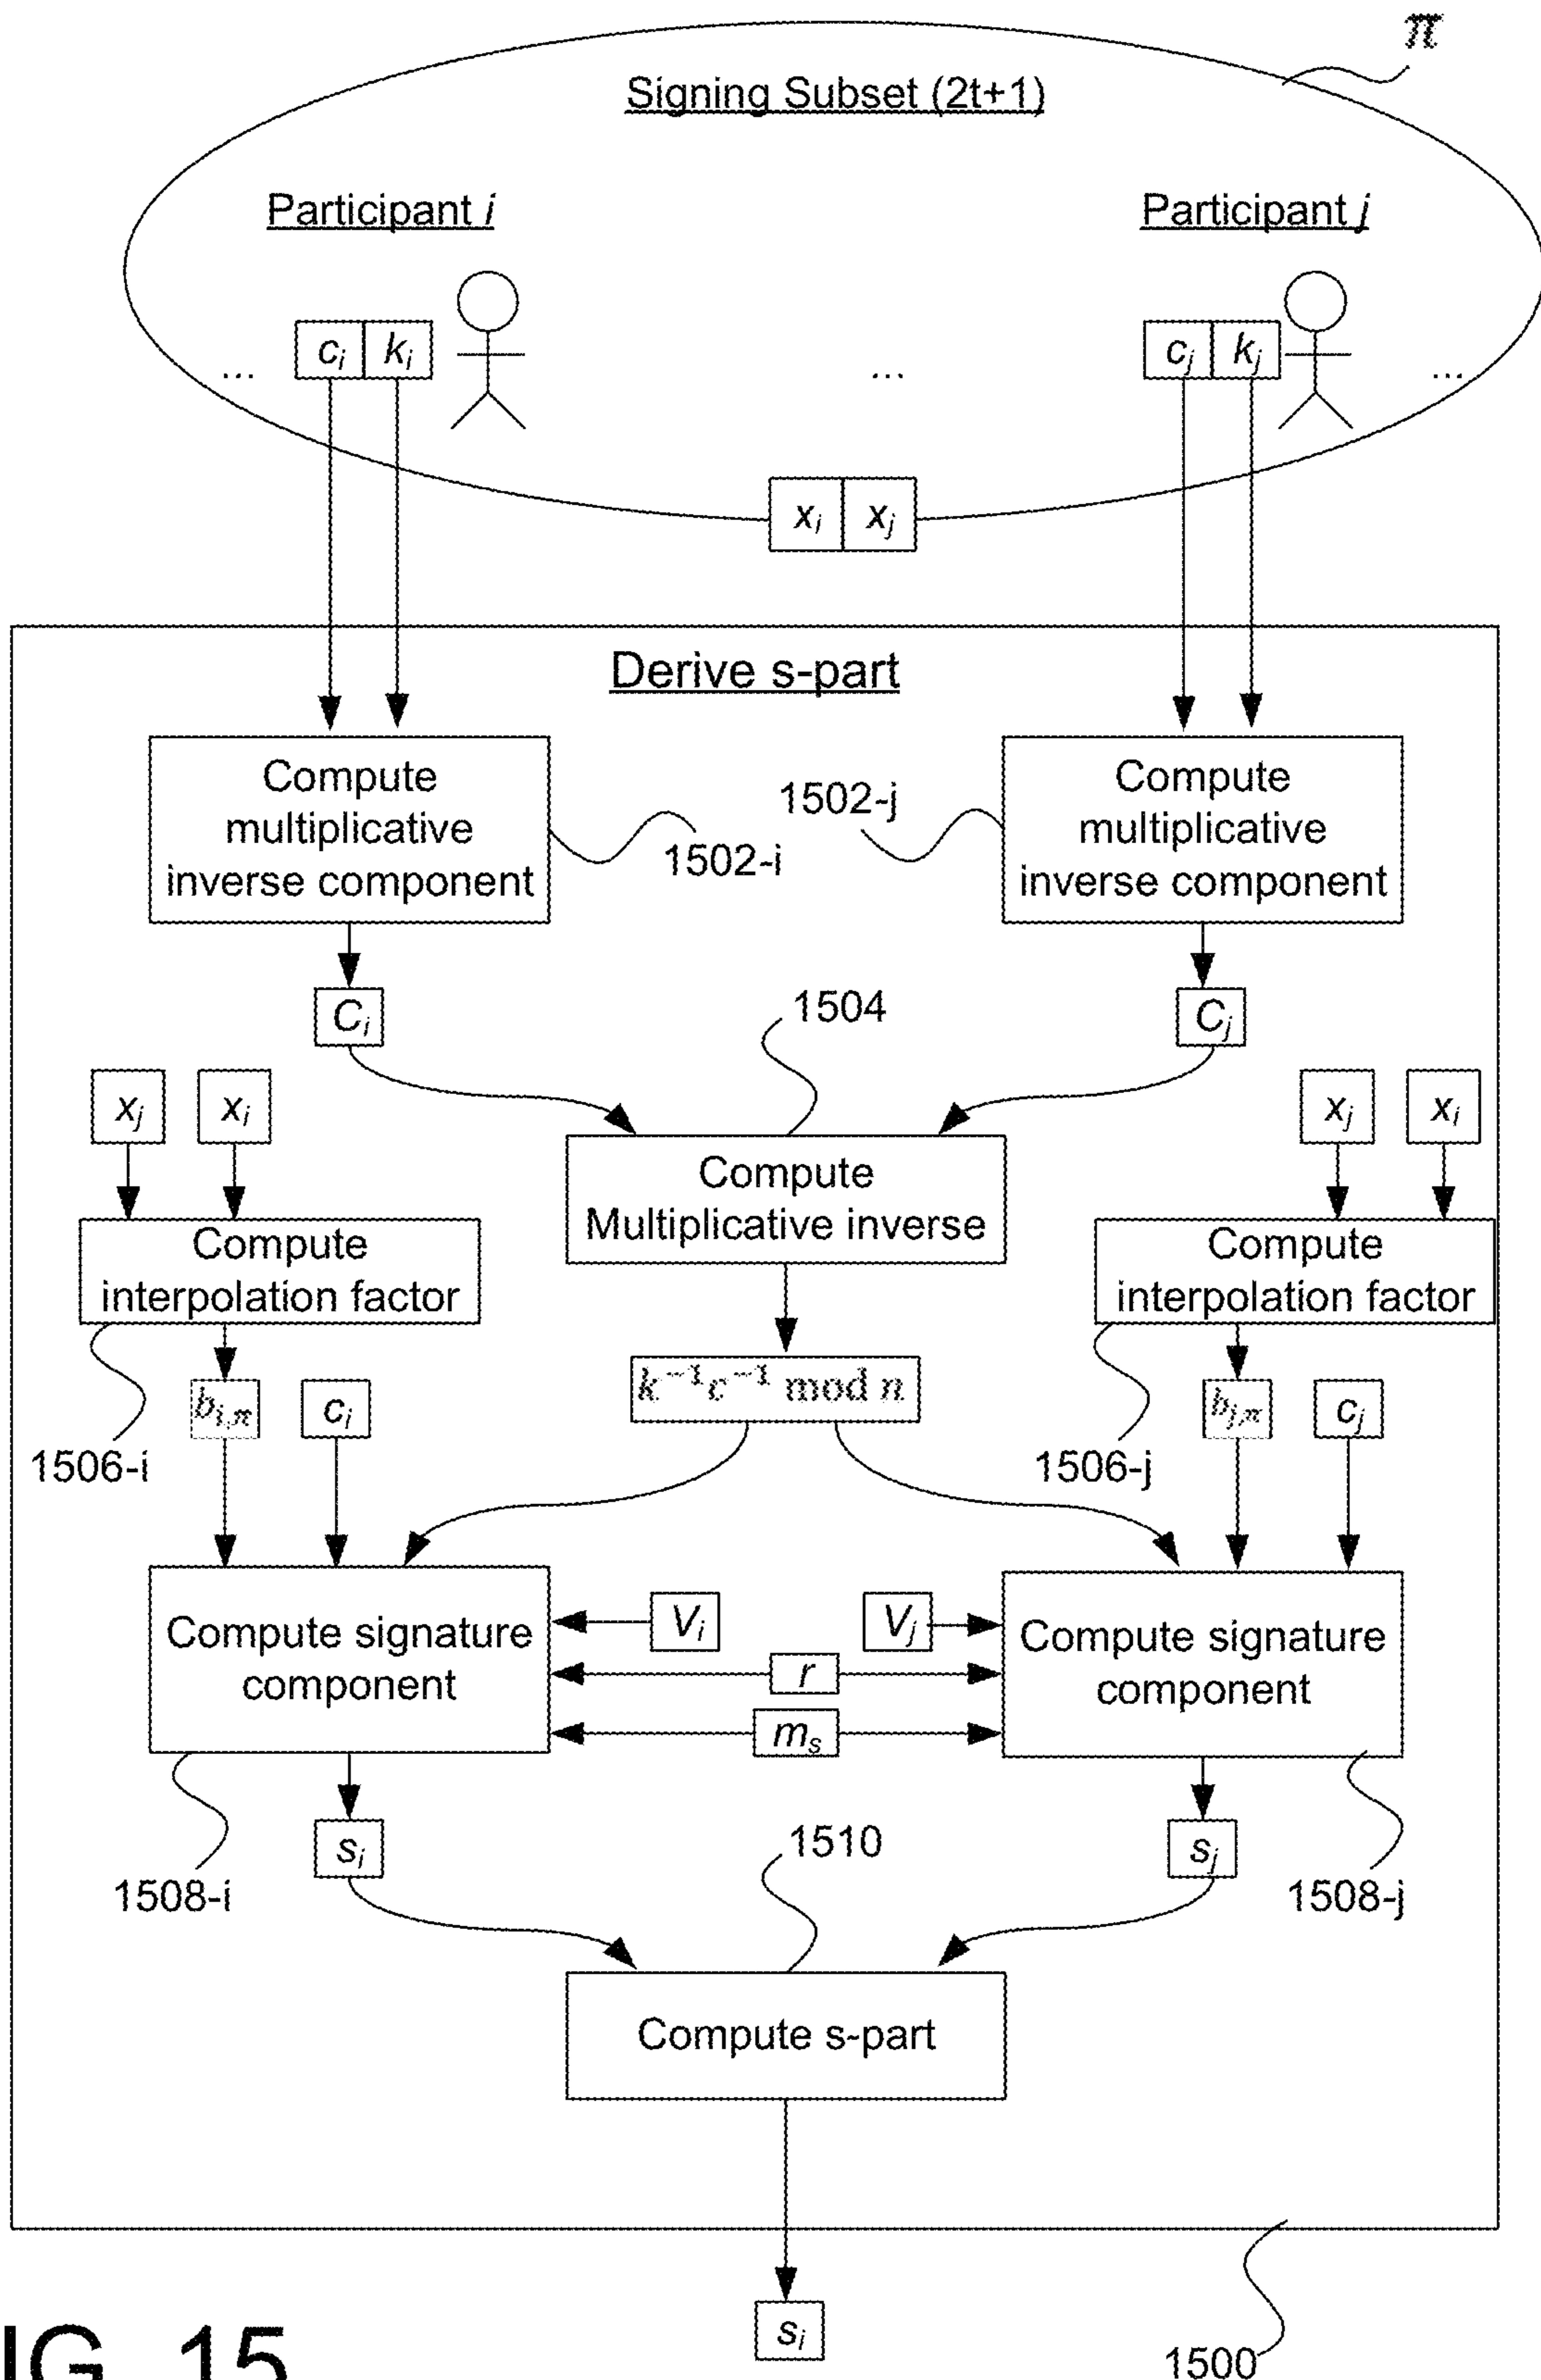 π
Signing Subset (2t+1)
Participant i
Participant j
c_i k_i
c_j k_j
...
...
...
x_i x_j
Derive s-part
Compute
multiplicative
inverse component
1502-i
1502-j
Compute
multiplicative
inverse component
C_i
1504
C_j
x_j
x_i
x_j
x_i
Compute
Multiplicative inverse
Compute
interpolation factor
Compute
interpolation factor
k^{-1}c^{-1} mod n
b_{i,π}
c_i
b_{j,π}
c_j
1506-i
1506-j
Compute signature
component
V_i
V_j
r
m_s
Compute signature
component
s_i
1510
s_j
1508-i
1508-j
Compute s-part
s_i
1500
IG. 15